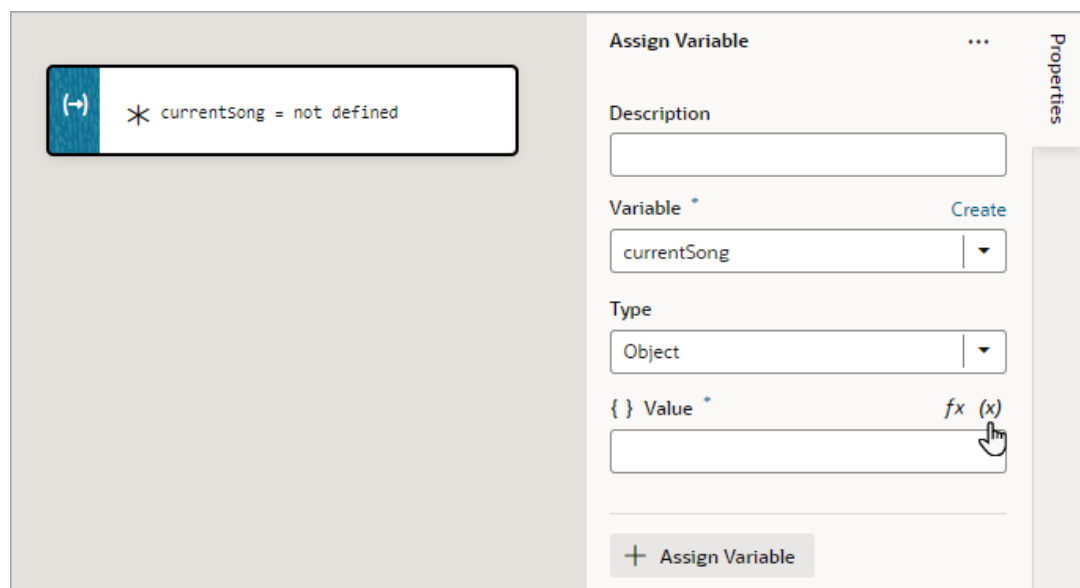 (→) * currentSong = not defined
Assign Variable ...
Properties
Description
Variable * Create
currentSong
Type
Object
{ } Value * fx (x)
+ Assign Variable